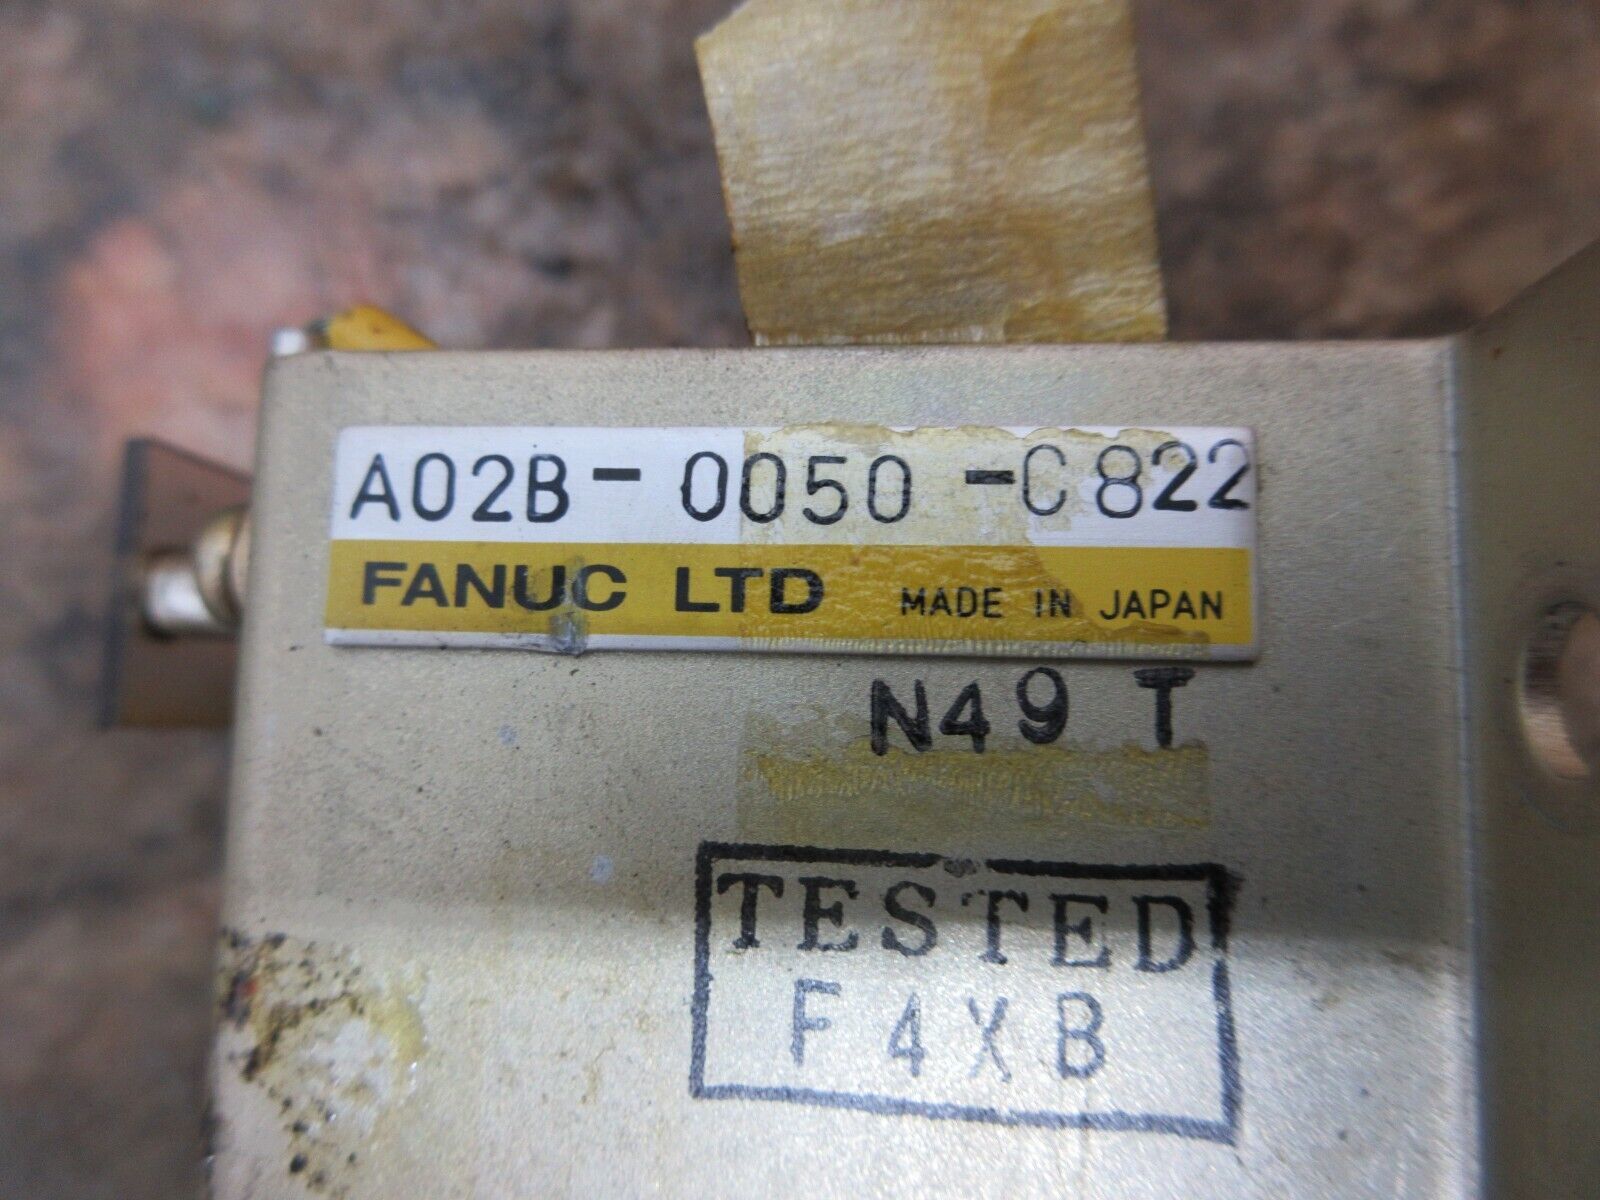 A02B-0050-C822
FANUC LTD MADE IN JAPAN
N49 T
TESTED
F4XB